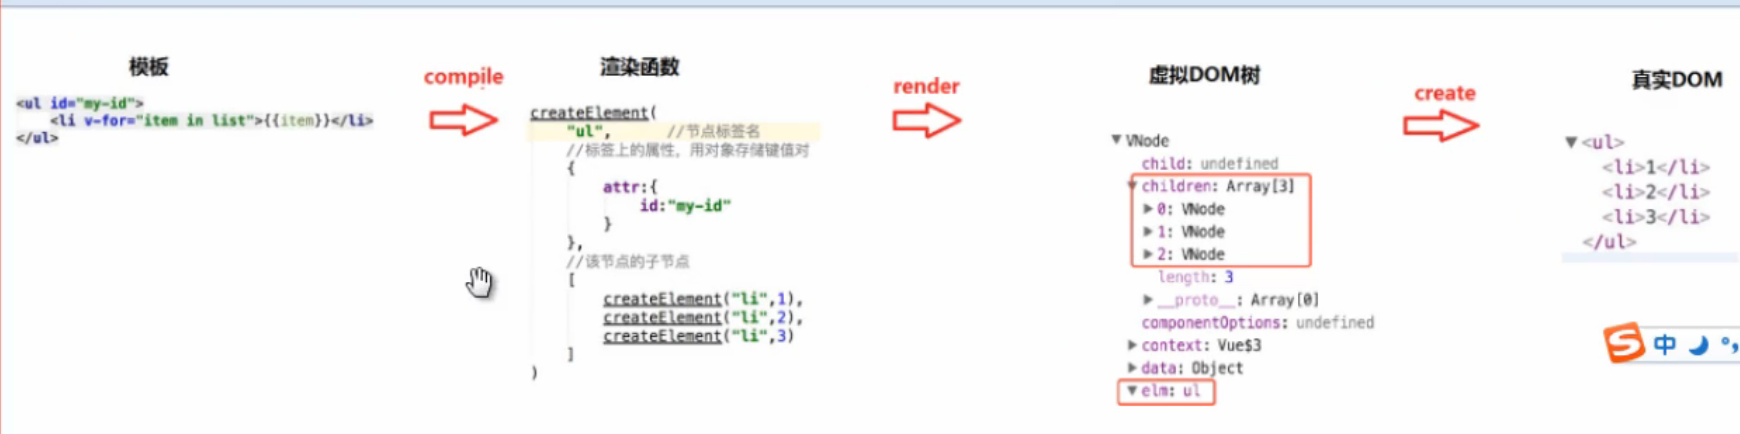 模板
<ul id="my-id">
<li v-for="item in list">{{item}}</li>
</ul>
compile
渲染函数
createElement(
"ul", //节点标签名
//标签上的属性，用对象存储键值对
{
attr:{
id:"my-id"
}
},
//该节点的子节点
[
createElement("li",1),
createElement("li",2),
createElement("li",3)
]
)
render
虚拟DOM树
▼ VNode
child: undefined
▼ children: Array[3]
▶ 0: VNode
▶ 1: VNode
▶ 2: VNode
length: 3
▶ __proto__: Array[0]
componentOptions: undefined
▶ context: Vue$3
▶ data: Object
▼ elm: ul
create
真实DOM
▼ <ul>
<li>1</li>
<li>2</li>
<li>3</li>
</ul>
S 中